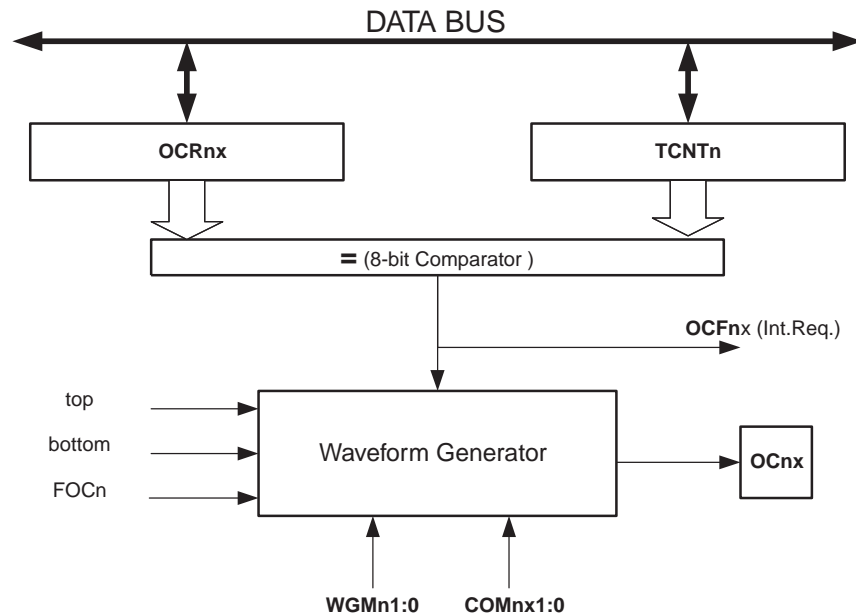 DATA BUS
OCRnx
TCNTn
= (8-bit Comparator )
OCFnx (Int.Req.)
top
bottom
FOCn
Waveform Generator
OCnx
WGMn1:0
COMnx1:0